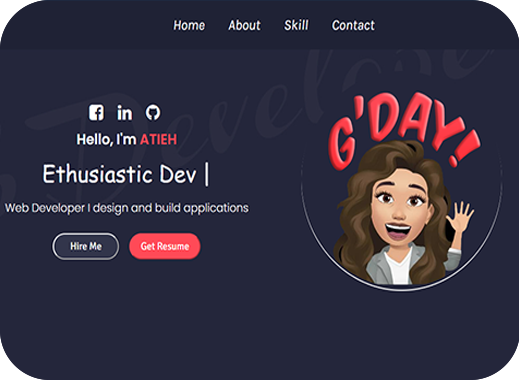 Home About Skill Contact
Developer
G'DAY!
Hello, I'm ATIEH
Ethusiastic Dev |
Web Developer I design and build applications
Hire Me Get Resume